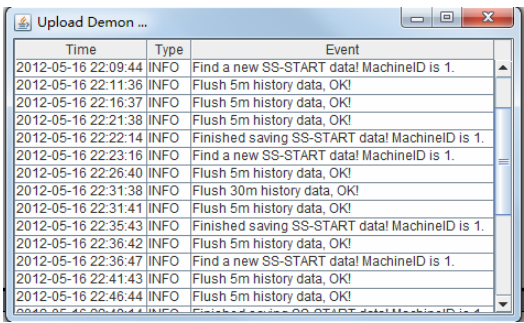 Upload Demon ...
Time Type Event
2012-05-16 22:09:44 INFO Find a new SS-START data! MachineID is 1.
2012-05-16 22:11:36 INFO Flush 5m history data, OK!
2012-05-16 22:16:37 INFO Flush 5m history data, OK!
2012-05-16 22:21:38 INFO Flush 5m history data, OK!
2012-05-16 22:22:14 INFO Finished saving SS-START data! MachineID is 1.
2012-05-16 22:23:16 INFO Find a new SS-START data! MachineID is 1.
2012-05-16 22:26:40 INFO Flush 5m history data, OK!
2012-05-16 22:31:38 INFO Flush 30m history data, OK!
2012-05-16 22:31:41 INFO Flush 5m history data, OK!
2012-05-16 22:35:43 INFO Finished saving SS-START data! MachineID is 1.
2012-05-16 22:36:42 INFO Flush 5m history data, OK!
2012-05-16 22:36:47 INFO Find a new SS-START data! MachineID is 1.
2012-05-16 22:41:43 INFO Flush 5m history data, OK!
2012-05-16 22:46:44 INFO Flush 5m history data, OK!